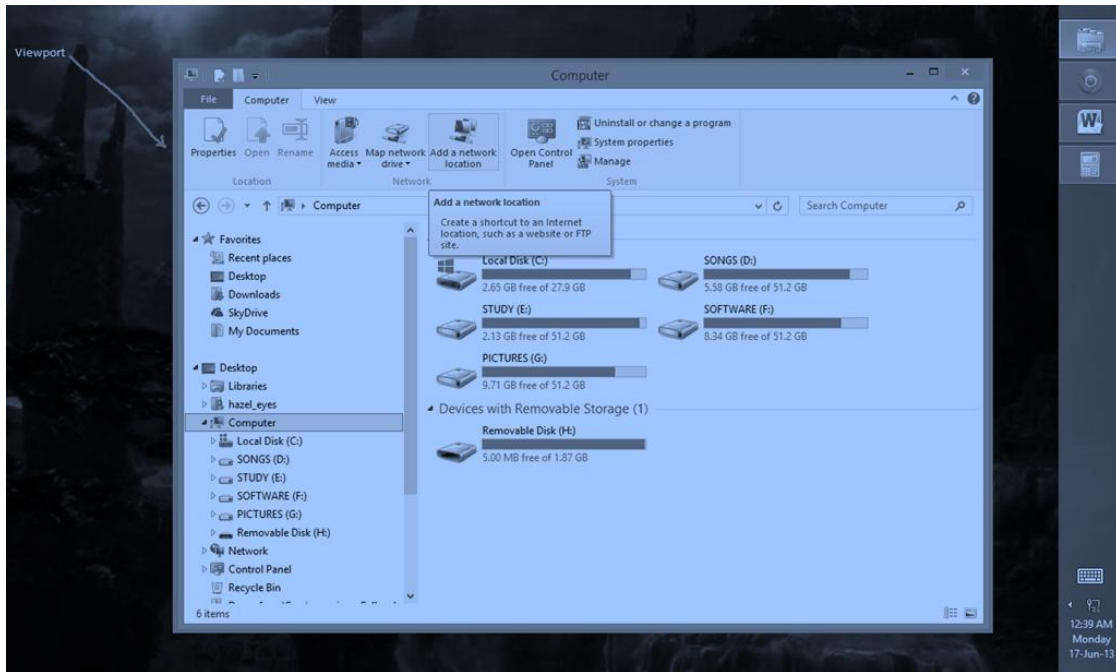 Viewport
Computer
File Computer View
Properties Open Rename
Access media
Map network drive
Add a network location
Open Control Panel
Uninstall or change a program
System properties
Manage
Location
Network
System
Computer
Search Computer
Add a network location
Create a shortcut to an Internet
location, such as a website or FTP
site.
Favorites
Recent places
Desktop
Downloads
SkyDrive
My Documents
Desktop
Libraries
hazel_eyes
Computer
Local Disk (C:)
SONGS (D:)
STUDY (E:)
SOFTWARE (F:)
PICTURES (G:)
Removable Disk (H:)
Network
Control Panel
Recycle Bin
Local Disk (C:)
2.65 GB free of 27.9 GB
SONGS (D:)
5.58 GB free of 51.2 GB
STUDY (E:)
2.13 GB free of 51.2 GB
SOFTWARE (F:)
8.34 GB free of 51.2 GB
PICTURES (G:)
9.71 GB free of 51.2 GB
Devices with Removable Storage (1)
Removable Disk (H:)
5.00 MB free of 1.87 GB
6 items
W
12:39 AM
Monday
17-Jun-13